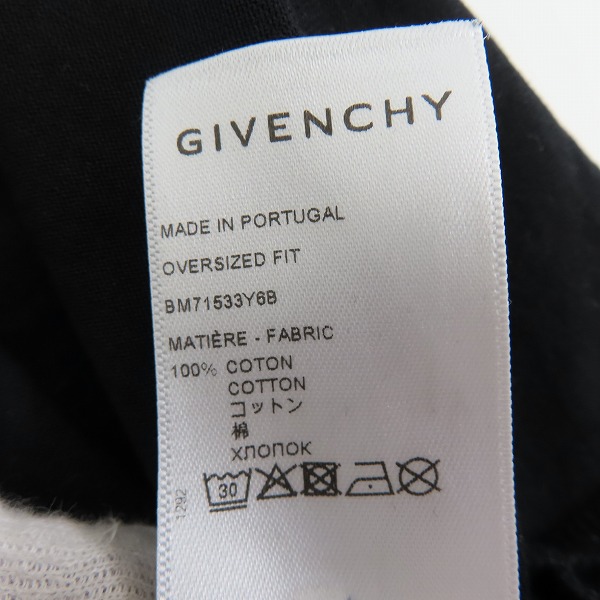 GIVENCHY
MADE IN PORTUGAL
OVERSIZED FIT
BM71533Y6B
MATIÈRE - FABRIC
100% COTON
COTTON
コットン
棉
ХЛОПОК
30
1292